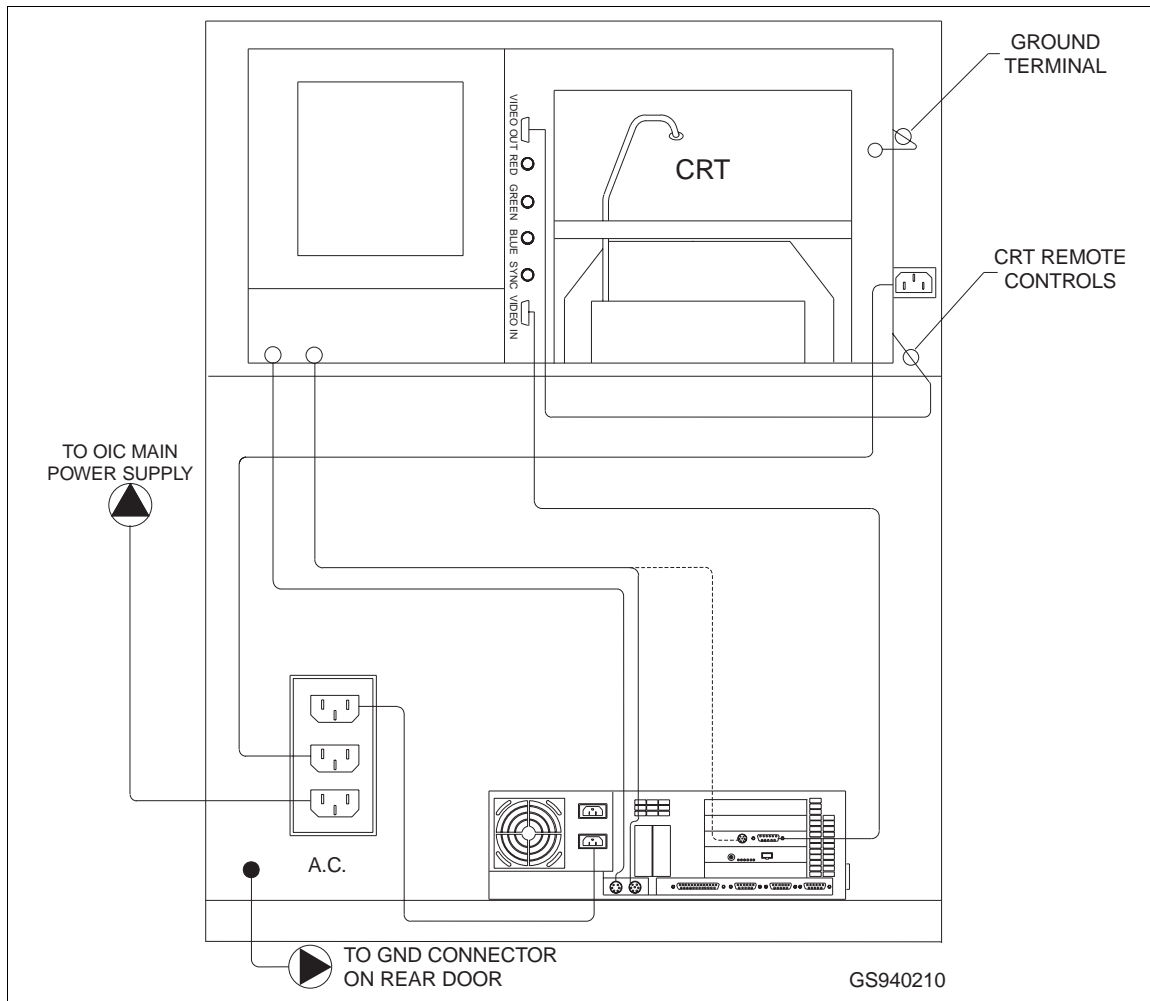 GROUND
TERMINAL
VIDEO OUT
RED
GREEN
BLUE
SYNC
VIDEO IN
CRT
CRT REMOTE
CONTROLS
TO OIC MAIN
POWER SUPPLY
A.C.
TO GND CONNECTOR
ON REAR DOOR
GS940210